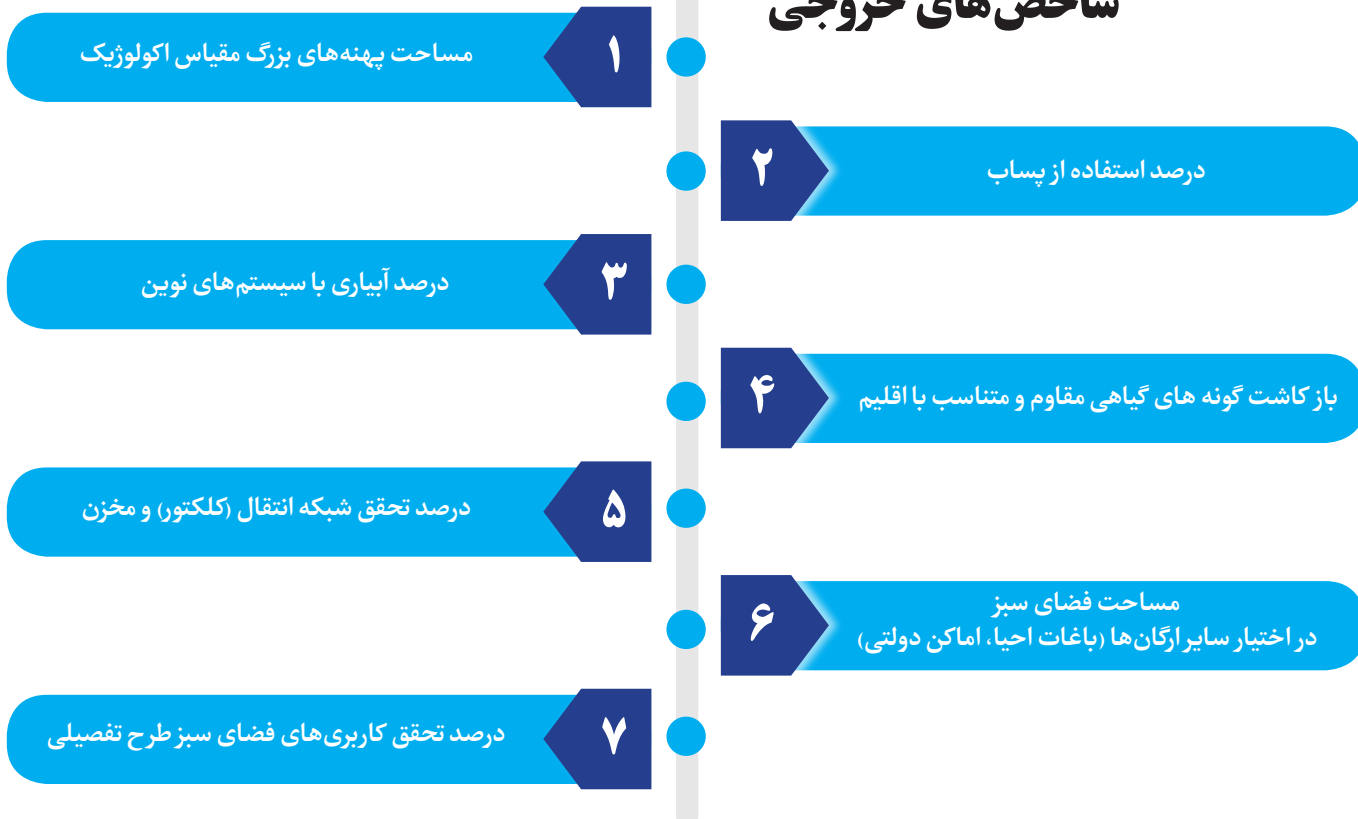 شاخص‌های خروجی
۱
مساحت پهنه‌های بزرگ مقیاس اکولوژیک
۲
درصد استفاده از پساب
۳
درصد آبیاری با سیستم‌های نوین
۴
باز کاشت گونه های گیاهی مقاوم و متناسب با اقلیم
۵
درصد تحقق شبکه انتقال (کلکتور) و مخزن
۶
مساحت فضای سبز
در اختیار سایر ارگان‌ها (باغات احیا، اماکن دولتی)
۷
درصد تحقق کاربری‌های فضای سبز طرح تفصیلی